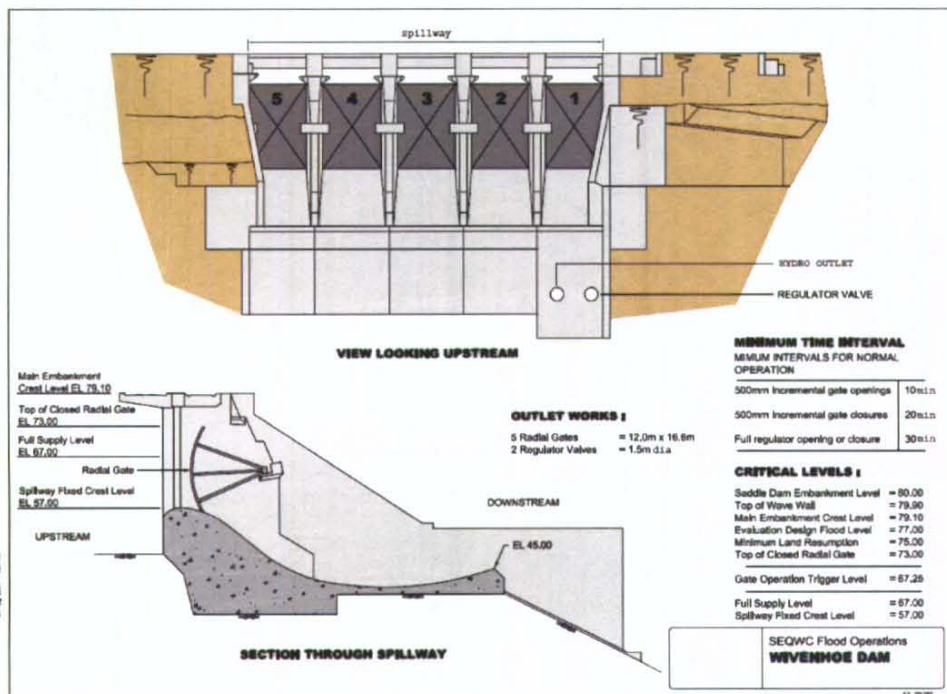 spillway
5 4 3 2 1
HYDRO OUTLET
REGULATOR VALVE
VIEW LOOKING UPSTREAM
Main Embankment
Crest Level EL 79.10
Top of Closed Radial Gate
EL 73.00
Full Supply Level
EL 67.00
Radial Gate
Spillway Fixed Crest Level
EL 57.00
UPSTREAM
OUTLET WORKS :
5 Radial Gates = 12.0m x 16.6m
2 Regulator Valves = 1.5m dia
DOWNSTREAM
EL 45.00
SECTION THROUGH SPILLWAY
MINIMUM TIME INTERVAL
MIMIUM INTERVALS FOR NORMAL
OPERATION
500mm Incremental gate openings 10min
500mm Incremental gate closures 20min
Full regulator opening or closure 30min
CRITICAL LEVELS :
Saddle Dam Embankment Level = 80.00
Top of Wave Wall = 79.90
Main Embankment Crest Level = 79.10
Evaluation Design Flood Level = 77.00
Minimum Land Resumption = 75.00
Top of Closed Radial Gate = 73.00
Gate Operation Trigger Level = 67.25
Full Supply Level = 67.00
Spillway Fixed Crest Level = 57.00
SEQWC Flood Operations
WIVENHOE DAM